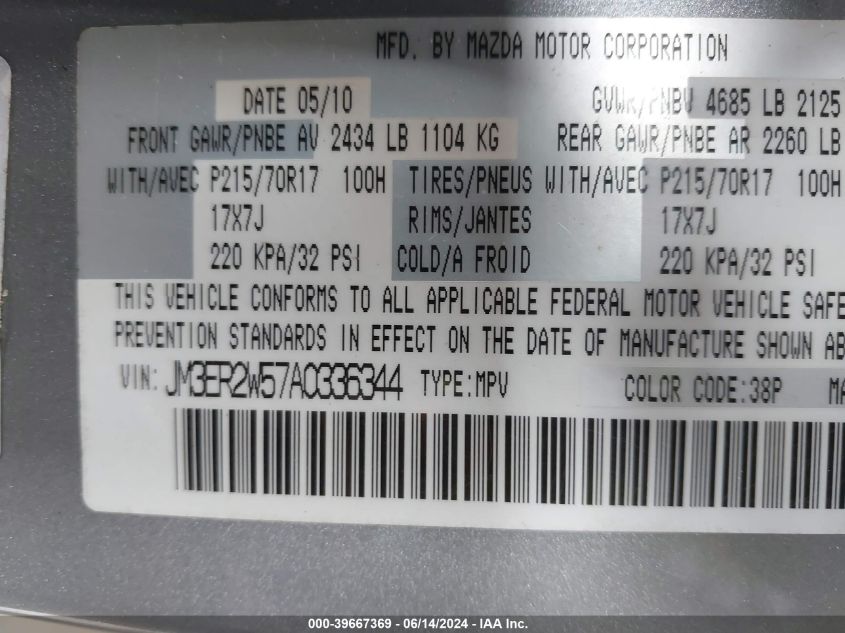 MFD. BY MAZDA MOTOR CORPORATION
DATE 05/10 GVWR/PNBV 4685 LB 2125
FRONT GAWR/PNBE AV 2434 LB 1104 KG REAR GAWR/PNBE AR 2260 LB
WITH/AVEC P215/70R17 100H TIRES/PNEUS WITH/AVEC P215/70R17 100H
17X7J RIMS/JANTES 17X7J
220 KPA/32 PSI COLD/A FROID 220 KPA/32 PSI
THIS VEHICLE CONFORMS TO ALL APPLICABLE FEDERAL MOTOR VEHICLE SAFE
PREVENTION STANDARDS IN EFFECT ON THE DATE OF MANUFACTURE SHOWN AB
VIN: JM3ER2W57A0336344 TYPE:MPV COLOR CODE:38P MA
000-39667369 - 06/14/2024 - IAA Inc.